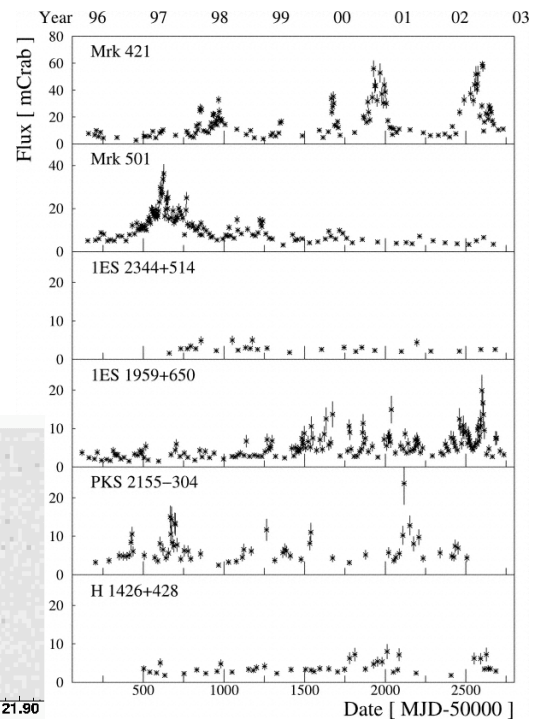 Year 96 97 98 99 00 01 02 03
Flux [ mCrab ]
80
Mrk 421
60
40
20
0
Mrk 501
40
20
0
1ES 2344+514
20
10
0
1ES 1959+650
20
10
0
PKS 2155−304
20
10
0
H 1426+428
20
10
0
500 1000 1500 2000 2500
Date [ MJD-50000 ]
21.90